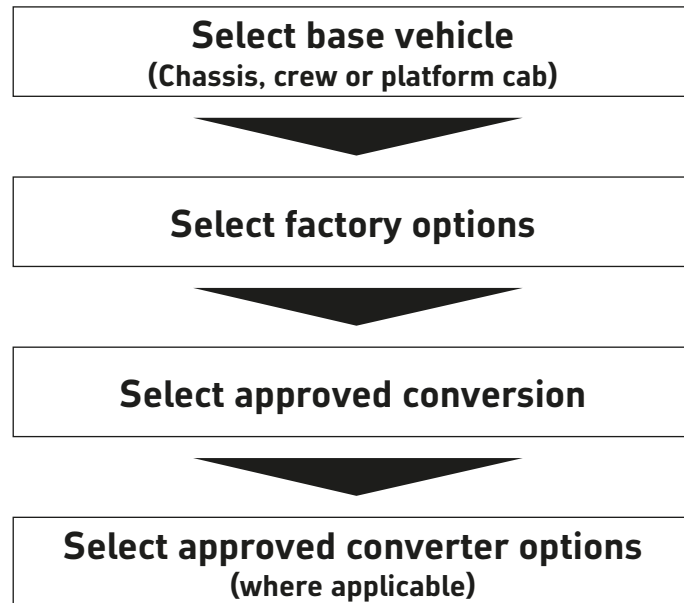 Select base vehicle
(Chassis, crew or platform cab)
Select factory options
Select approved conversion
Select approved converter options
(where applicable)